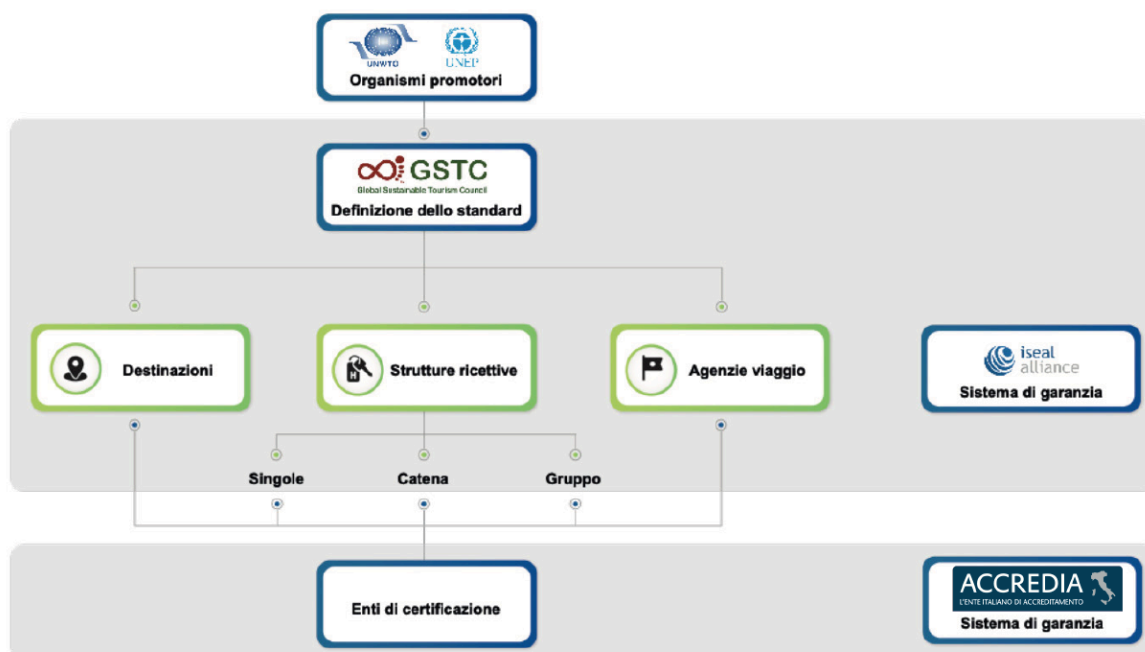 UNWTO
UNEP
Organismi promotori
GSTC
Global Sustainable Tourism Council
Definizione dello standard
Destinazioni
H
Strutture ricettive
Agenzie viaggio
iseal
alliance
Sistema di garanzia
Singole
Catena
Gruppo
Enti di certificazione
ACCREDIA
L'ENTE ITALIANO DI ACCREDITAMENTO
Sistema di garanzia